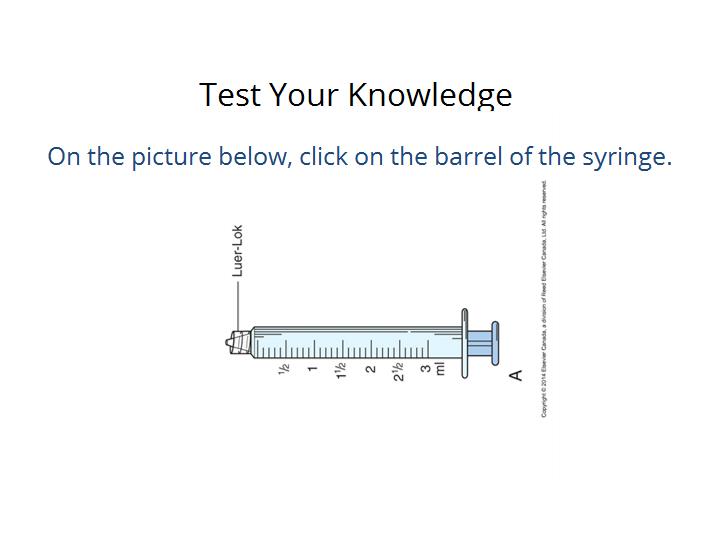 Test Your Knowledge
On the picture below, click on the barrel of the syringe.
Luer-Lok
½
1
1½
2
2½
3
ml
A
Copyright © 2014 Elsevier Canada, a division of Reed Elsevier Canada, Ltd. All rights reserved.